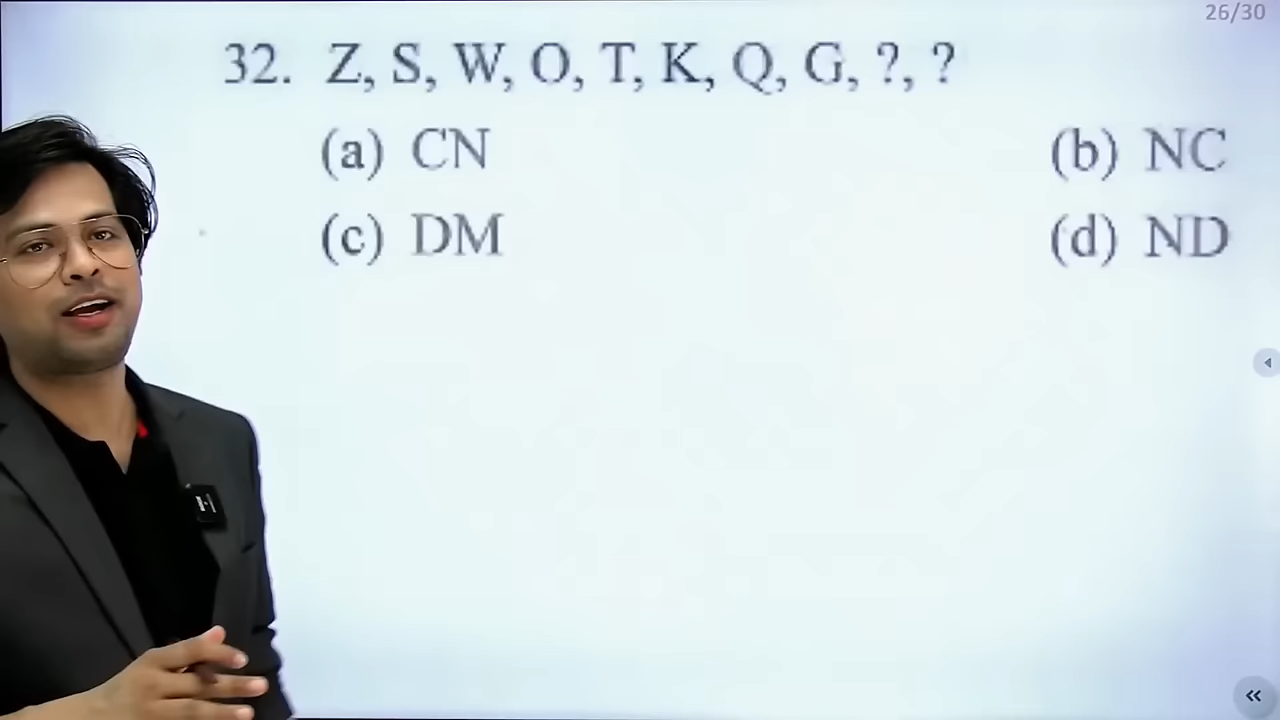 26/30
32. Z, S, W, O, T, K, Q, G, ?, ?
(a) CN (b) NC
(c) DM (d) ND